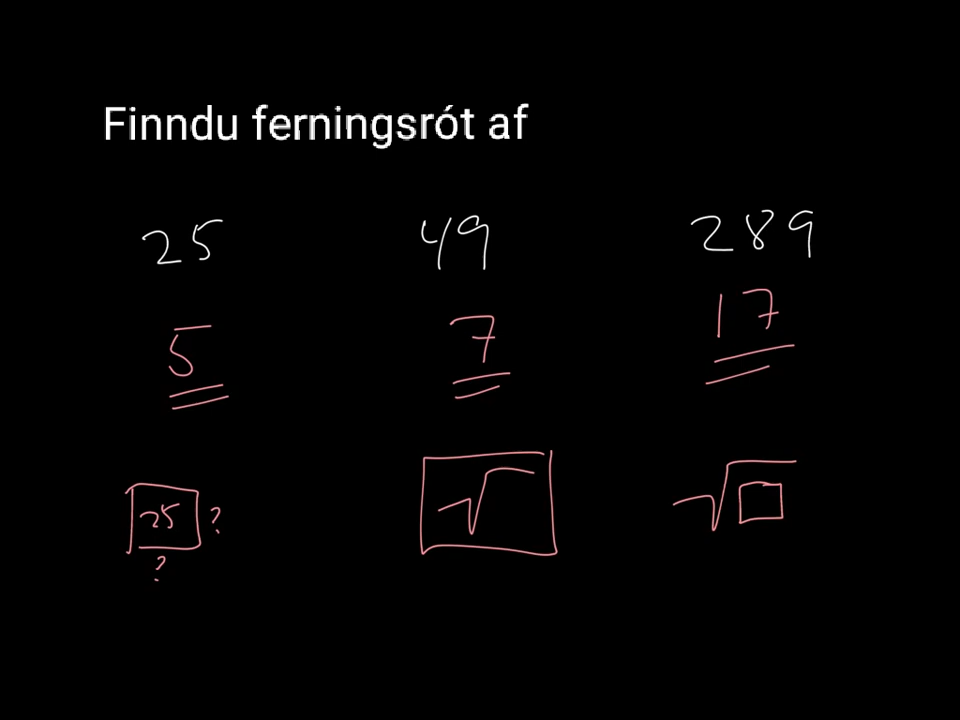 Finndu ferningsrót af
25 49 289
5 7 17
25 ? √ √
?